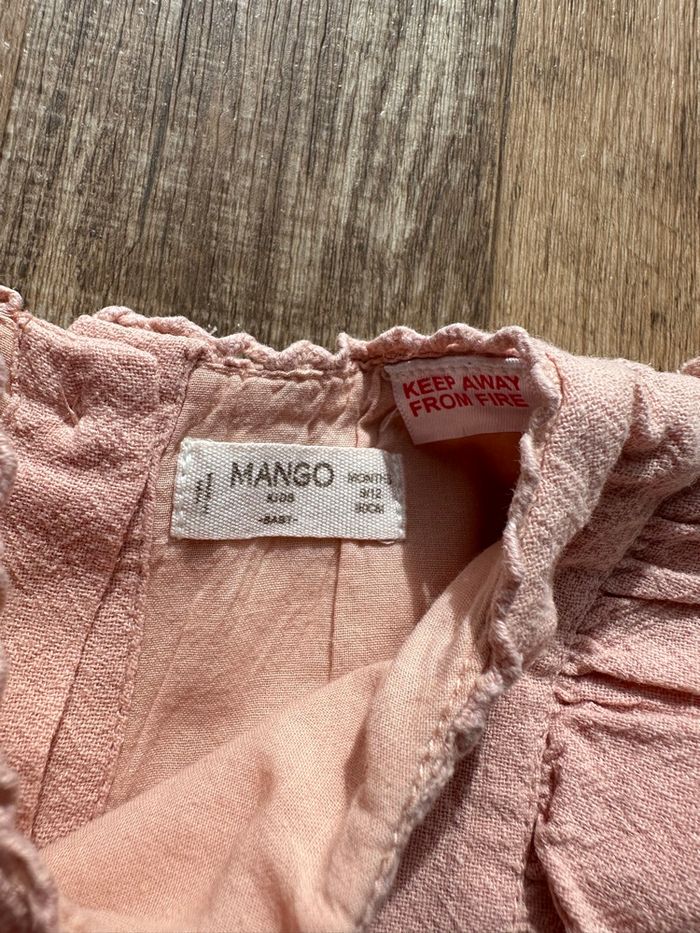 MANGO
KIDS
-BABY-
MONTHS
9/12
80CM
KEEP AWAY
FROM FIRE